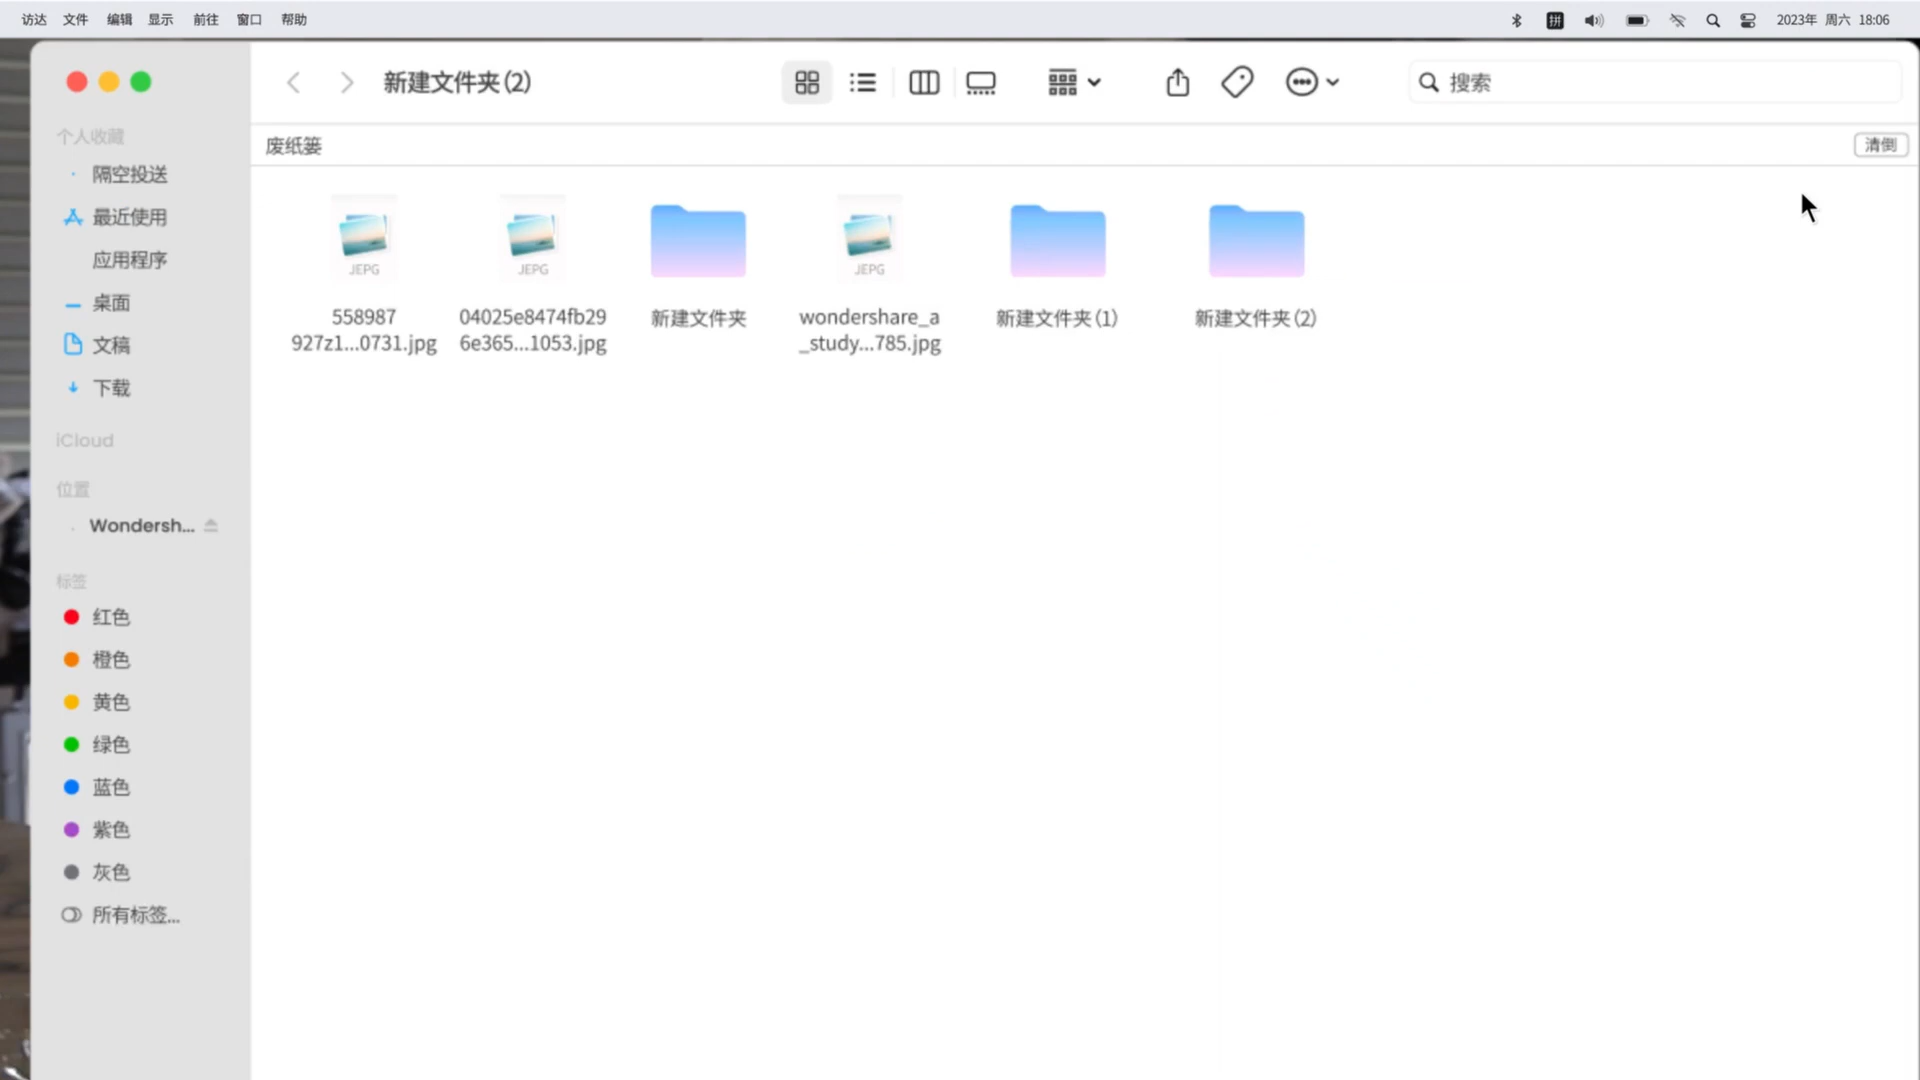 访达 文件 编辑 显示 前往 窗口 帮助 拼 2023年 周六 18:06
新建文件夹(2) 搜索
个人收藏
隔空投送
最近使用
应用程序
桌面
文稿
下载
iCloud
位置
Wondersh...
标签
红色
橙色
黄色
绿色
蓝色
紫色
灰色
所有标签...
废纸篓 清倒
JEPG JEPG JEPG
558987
927z1...0731.jpg
04025e8474fb29
6e365...1053.jpg
新建文件夹
wondershare_a
_study...785.jpg
新建文件夹(1)
新建文件夹(2)